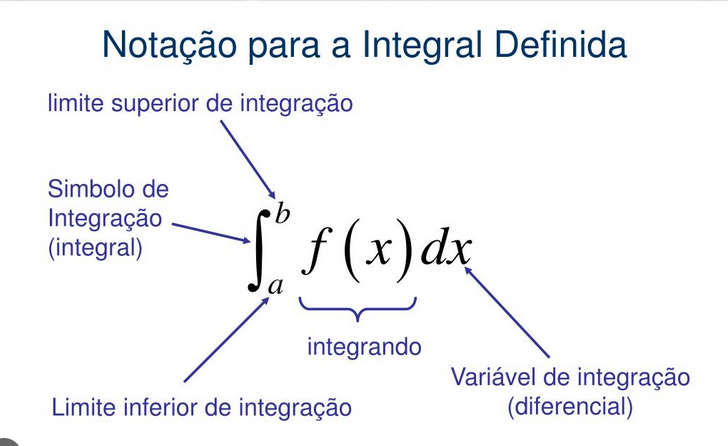 Notação para a Integral Definida
limite superior de integração
Simbolo de
Integração
(integral)
∫_a^b f(x)dx
integrando
Variável de integração
(diferencial)
Limite inferior de integração